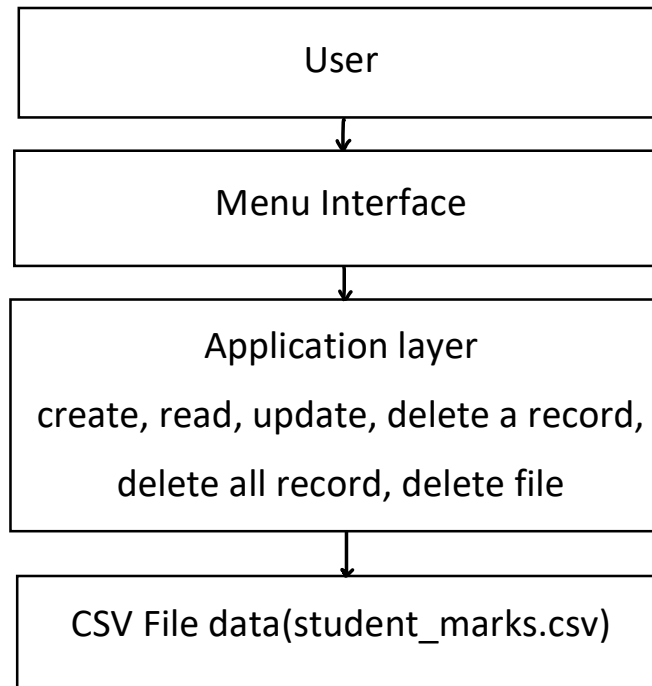 User
Menu Interface
Application layer
create, read, update, delete a record,
delete all record, delete file
CSV File data(student_marks.csv)